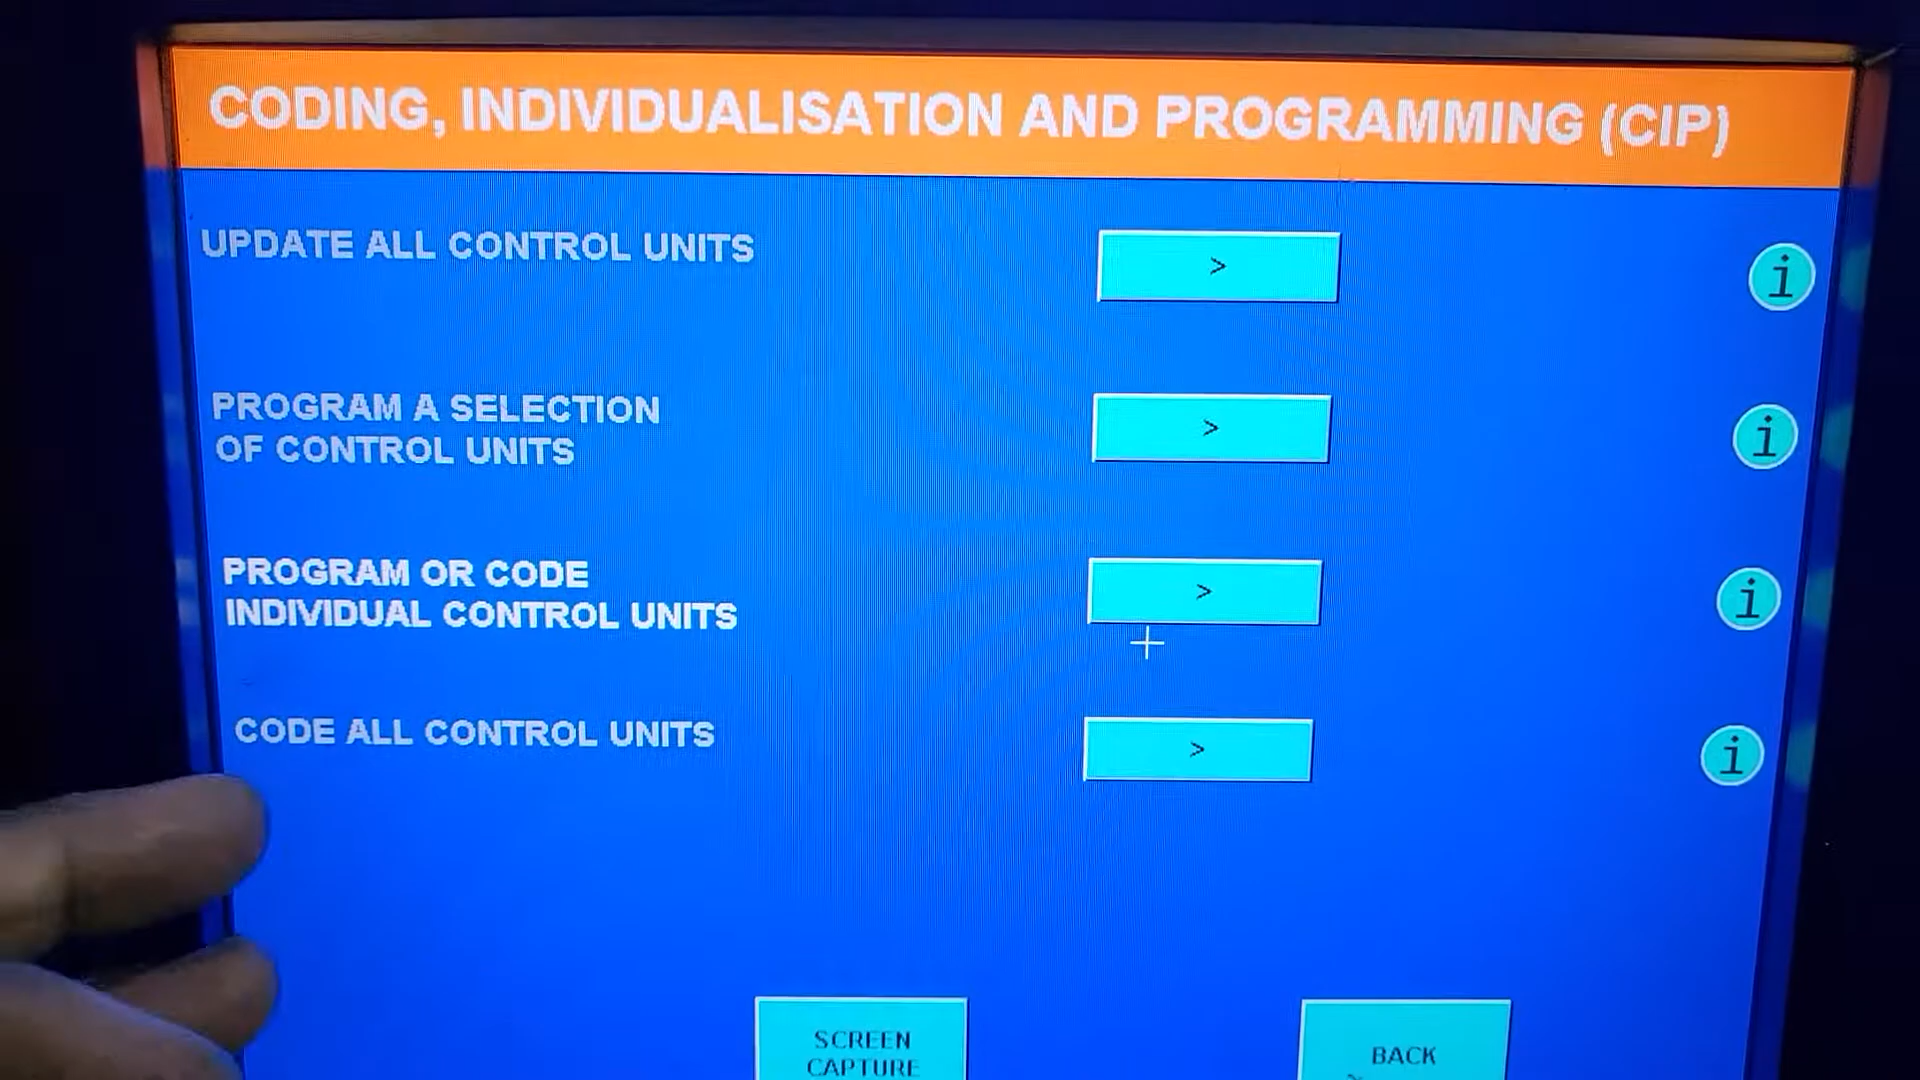 CODING, INDIVIDUALISATION AND PROGRAMMING (CIP)
UPDATE ALL CONTROL UNITS
>
i
PROGRAM A SELECTION
OF CONTROL UNITS
>
i
PROGRAM OR CODE
INDIVIDUAL CONTROL UNITS
>
i
CODE ALL CONTROL UNITS
>
i
SCREEN
CAPTURE
BACK